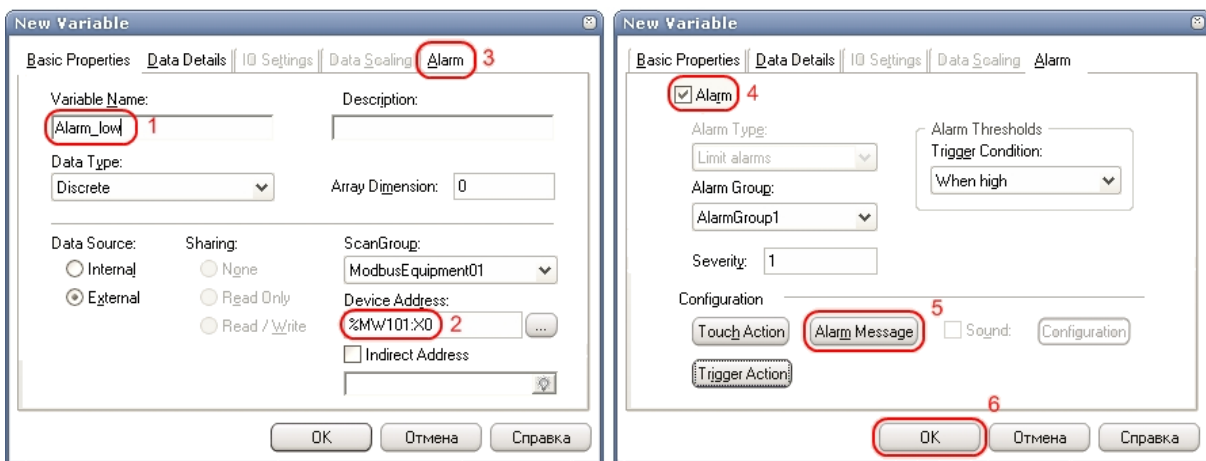 New Variable
Basic Properties Data Details IO Settings Data Scaling Alarm 3
Variable Name: Description:
Alarm_low 1
Data Type:
Discrete Array Dimension: 0
Data Source: Sharing: ScanGroup:
Internal None ModbusEquipment01
External Read Only Device Address:
%MW101:X0 2 ...
Read / Write
Indirect Address
OK Отмена Справка
New Variable
Basic Properties Data Details IO Settings Data Scaling Alarm
Alarm 4
Alarm Type: Alarm Thresholds
Limit alarms Trigger Condition:
Alarm Group: When high
AlarmGroup1
Severity: 1
Configuration
5
Touch Action Alarm Message Sound: Configuration
Trigger Action
6
OK Отмена Справка